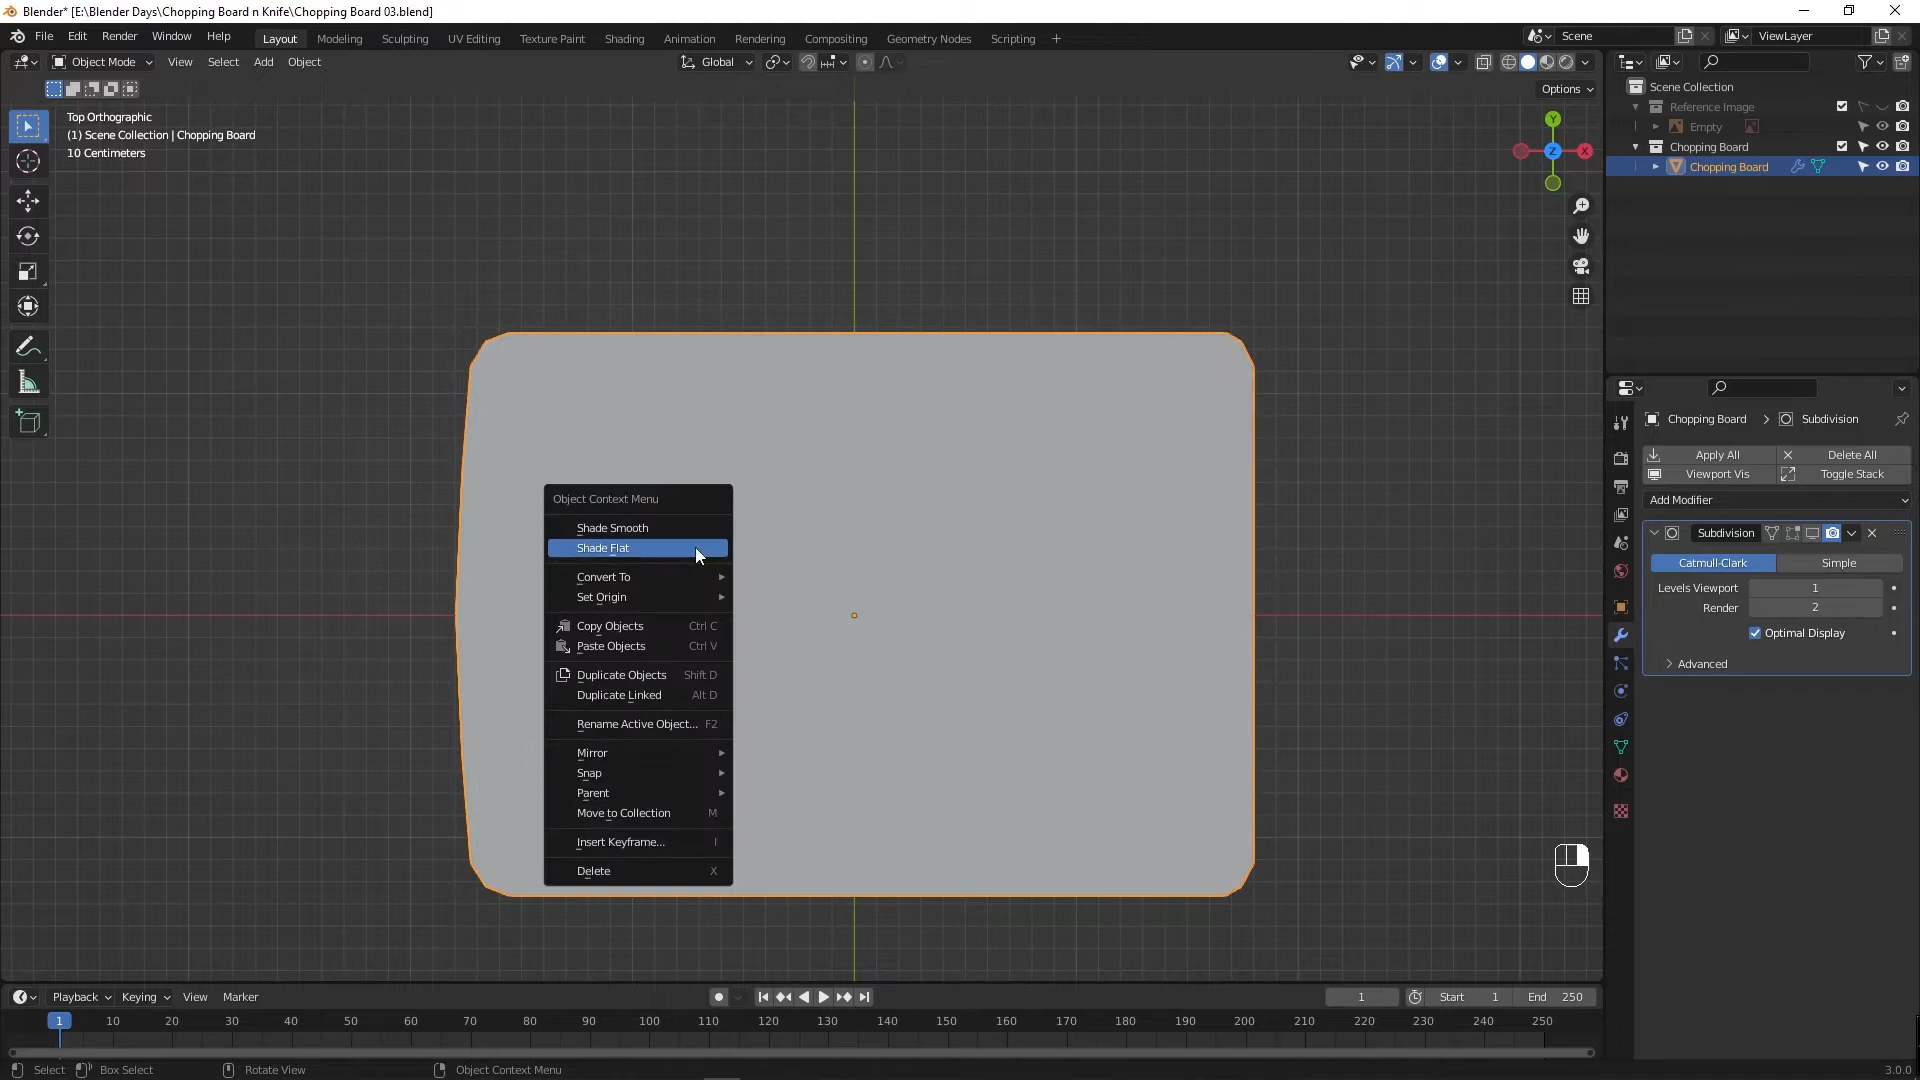 Blender* [E:\Blender Days\Chopping Board n Knife\Chopping Board 03.blend]
File Edit Render Window Help Layout Modeling Sculpting UV Editing Texture Paint Shading Animation Rendering Compositing Geometry Nodes Scripting + Scene ViewLayer
Object Mode View Select Add Object Global
Options
Top Orthographic
(1) Scene Collection | Chopping Board
10 Centimeters
Y
Z
X
Scene Collection
Reference Image
Empty
Chopping Board
Chopping Board
Chopping Board > Subdivision
Apply All Delete All
Viewport Vis Toggle Stack
Add Modifier
Subdivision
Catmull-Clark Simple
Levels Viewport 1
Render 2
Optimal Display
Advanced
Object Context Menu
Shade Smooth
Shade Flat
Convert To
Set Origin
Copy Objects Ctrl C
Paste Objects Ctrl V
Duplicate Objects Shift D
Duplicate Linked Alt D
Rename Active Object... F2
Mirror
Snap
Parent
Move to Collection M
Insert Keyframe... I
Delete X
Playback Keying View Marker 1 Start 1 End 250
1 10 20 30 40 50 60 70 80 90 100 110 120 130 140 150 160 170 180 190 200 210 220 230 240 250
Select Box Select Rotate View Object Context Menu 3.0.0